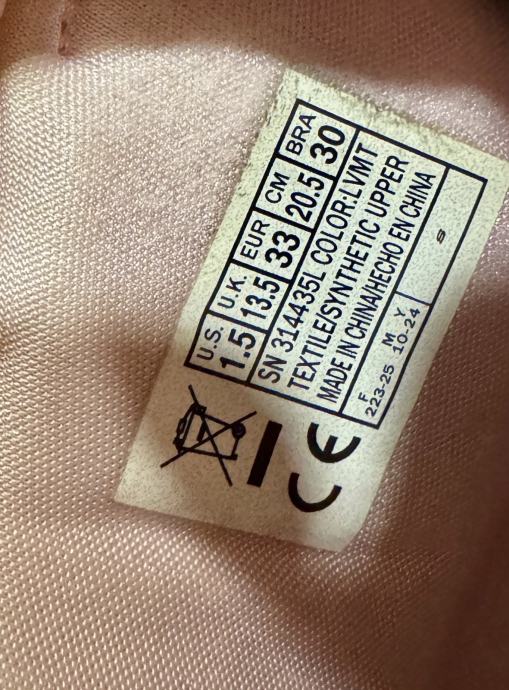 U.S. U.K. EUR CM BRA
1.5 13.5 33 20.5 30
SN 314435L COLOR:LVMT
TEXTILE/SYNTHETIC UPPER
MADE IN CHINA/HECHO EN CHINA
F M Y
223-25 10-24
S
CE